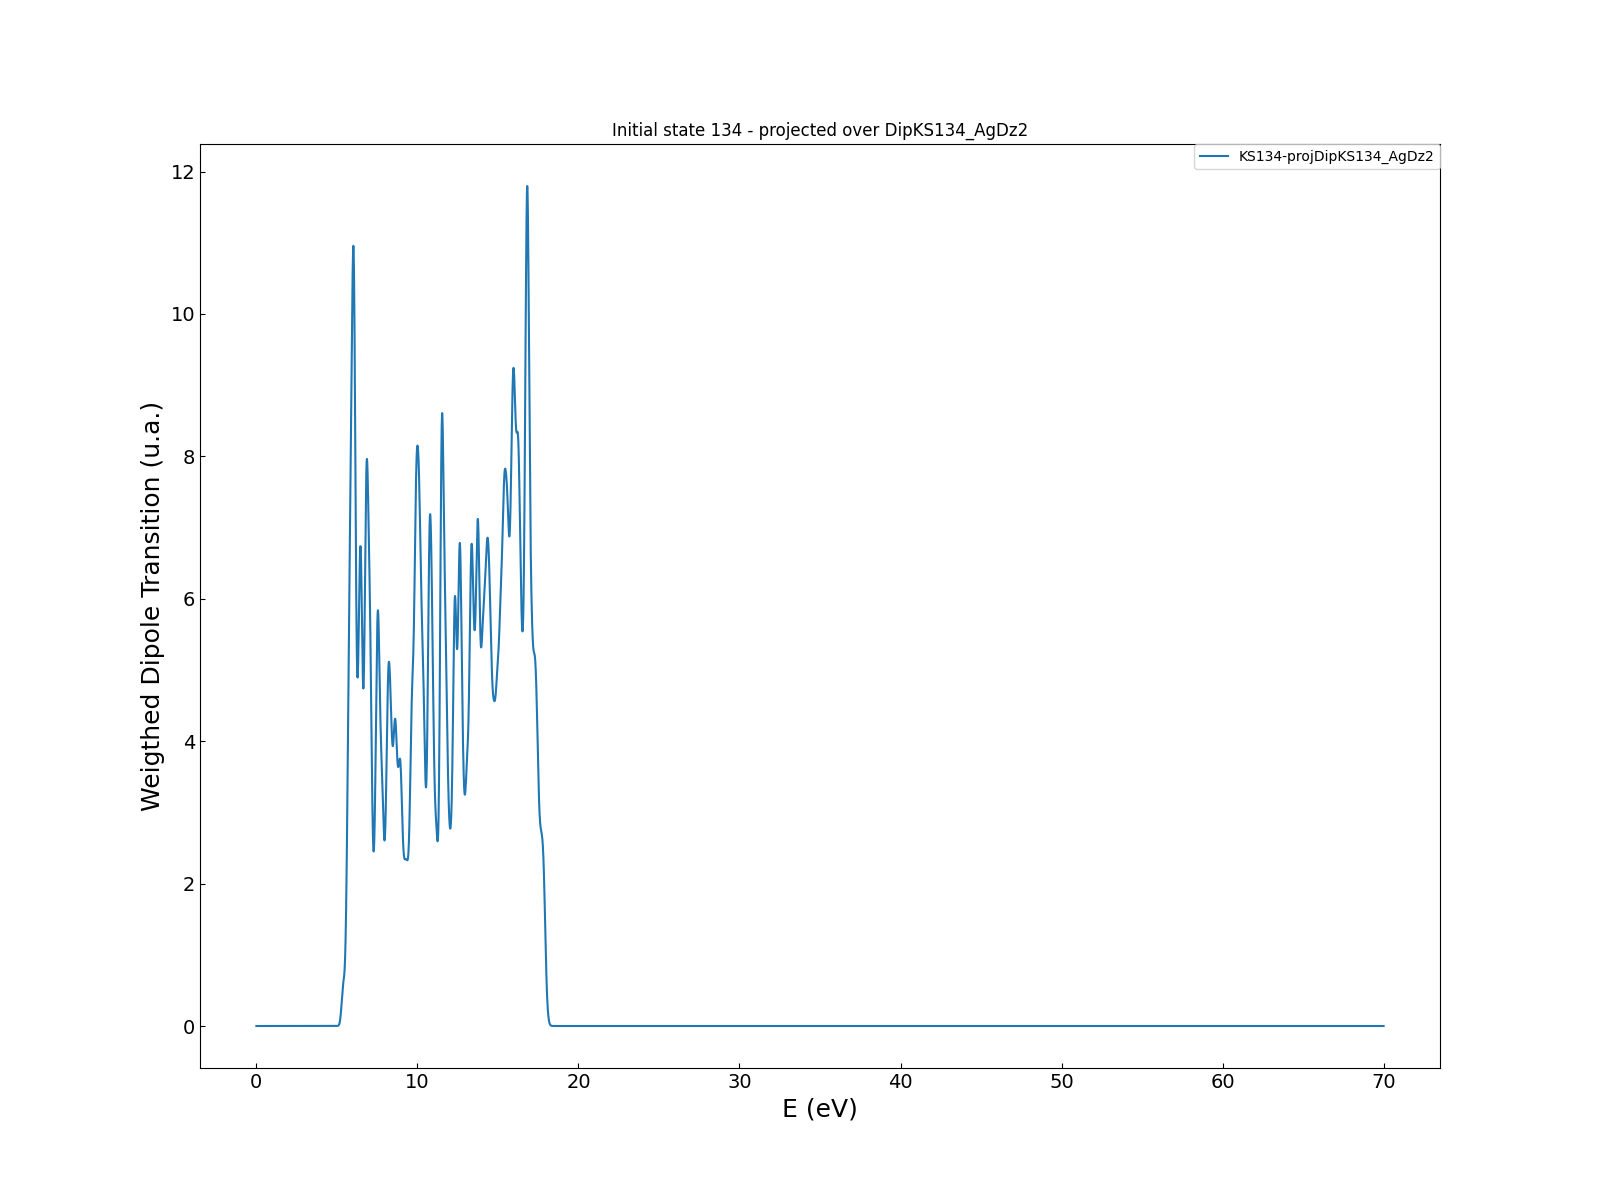 Initial state 134 - projected over DipKS134_AgDz2
KS134-projDipKS134_AgDz2
12
10
8
6
4
2
0
Weigthed Dipole Transition (u.a.)
0 10 20 30 40 50 60 70
E (eV)